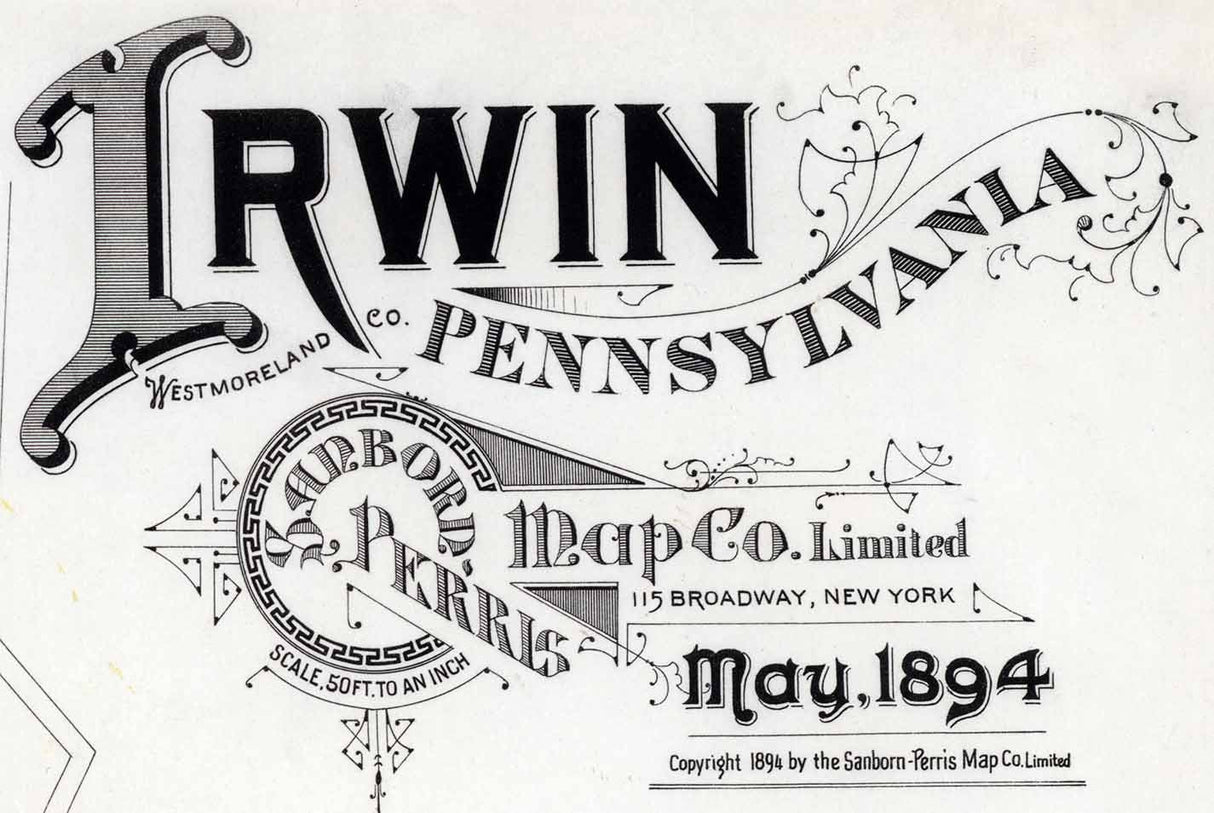 IRWIN
WESTMORELAND CO.
PENNSYLVANIA
SANBORN-
PERRIS
Map Co. Limited
115 BROADWAY, NEW YORK
SCALE, 50 FT. TO AN INCH
May, 1894
Copyright 1894 by the Sanborn-Perris Map Co. Limited